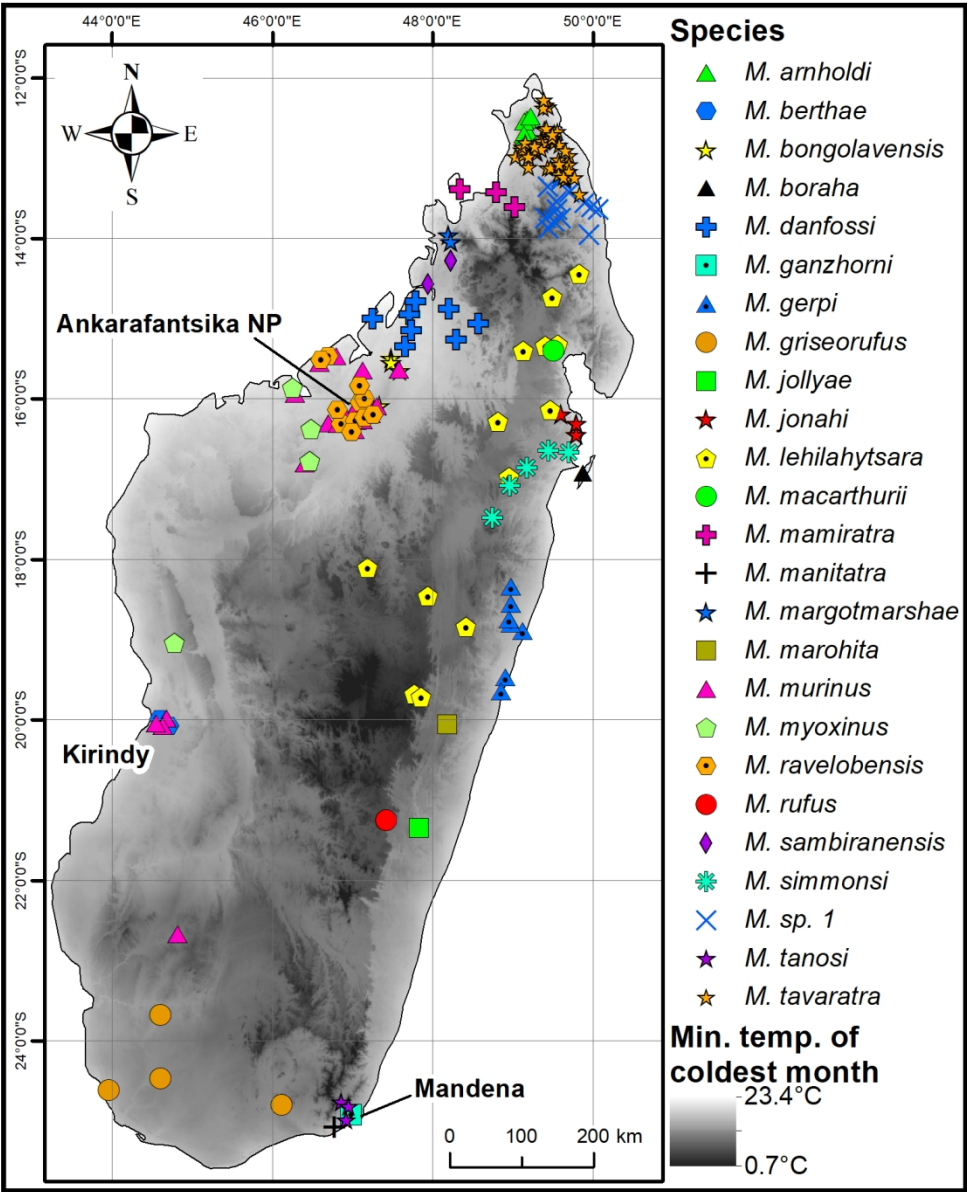 44°0'0"E 46°0'0"E 48°0'0"E 50°0'0"E
12°0'0"S
14°0'0"S
16°0'0"S
18°0'0"S
20°0'0"S
22°0'0"S
24°0'0"S
N
W E
S
Ankarafantsika NP
Kirindy
Mandena
0 100 200 km
Species
M. arnholdi
M. berthae
M. bongolavensis
M. boraha
M. danfossi
M. ganzhorni
M. gerpi
M. griseorufus
M. jollyae
M. jonahi
M. lehilahytsara
M. macarthurii
M. mamiratra
M. manitatra
M. margotmarshae
M. marohita
M. murinus
M. myoxinus
M. ravelobensis
M. rufus
M. sambiranensis
M. simmonsi
M. sp. 1
M. tanosi
M. tavaratra
Min. temp. of
coldest month
23.4°C
0.7°C